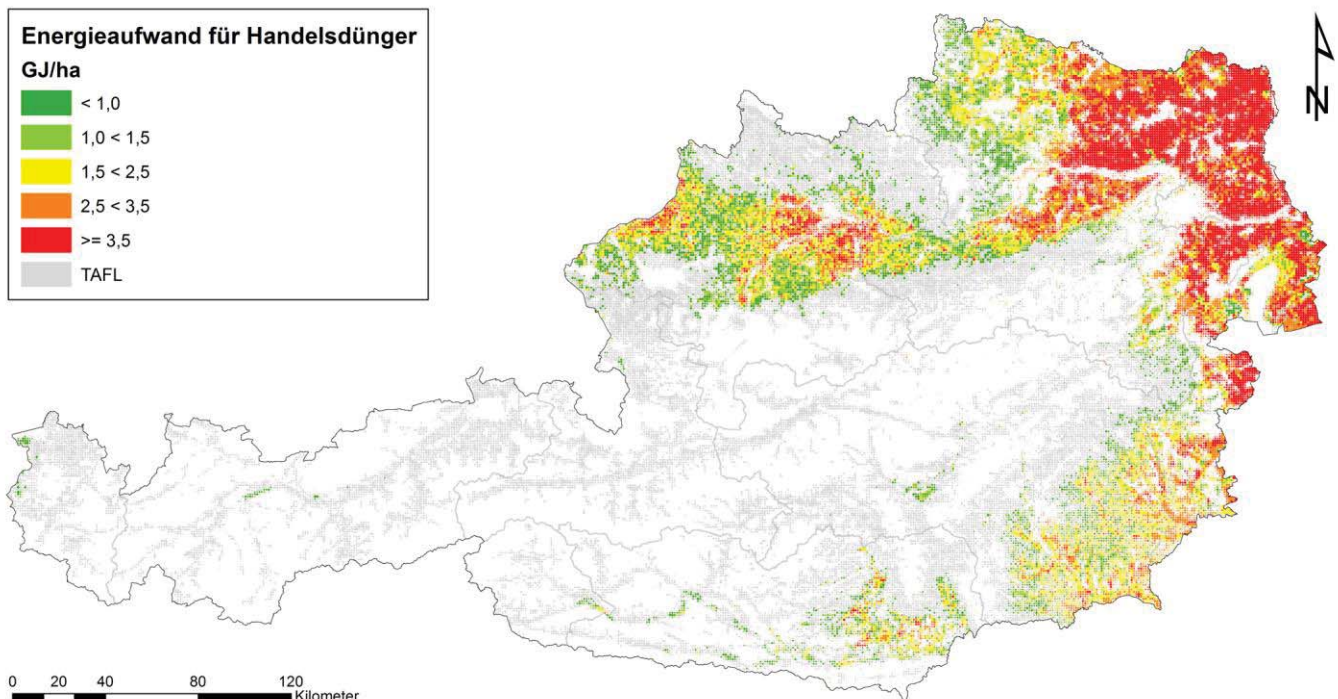 Energieaufwand für Handelsdünger
GJ/ha
< 1,0
1,0 < 1,5
1,5 < 2,5
2,5 < 3,5
>= 3,5
TAFL
N
0 20 40 80 120
Kilometer